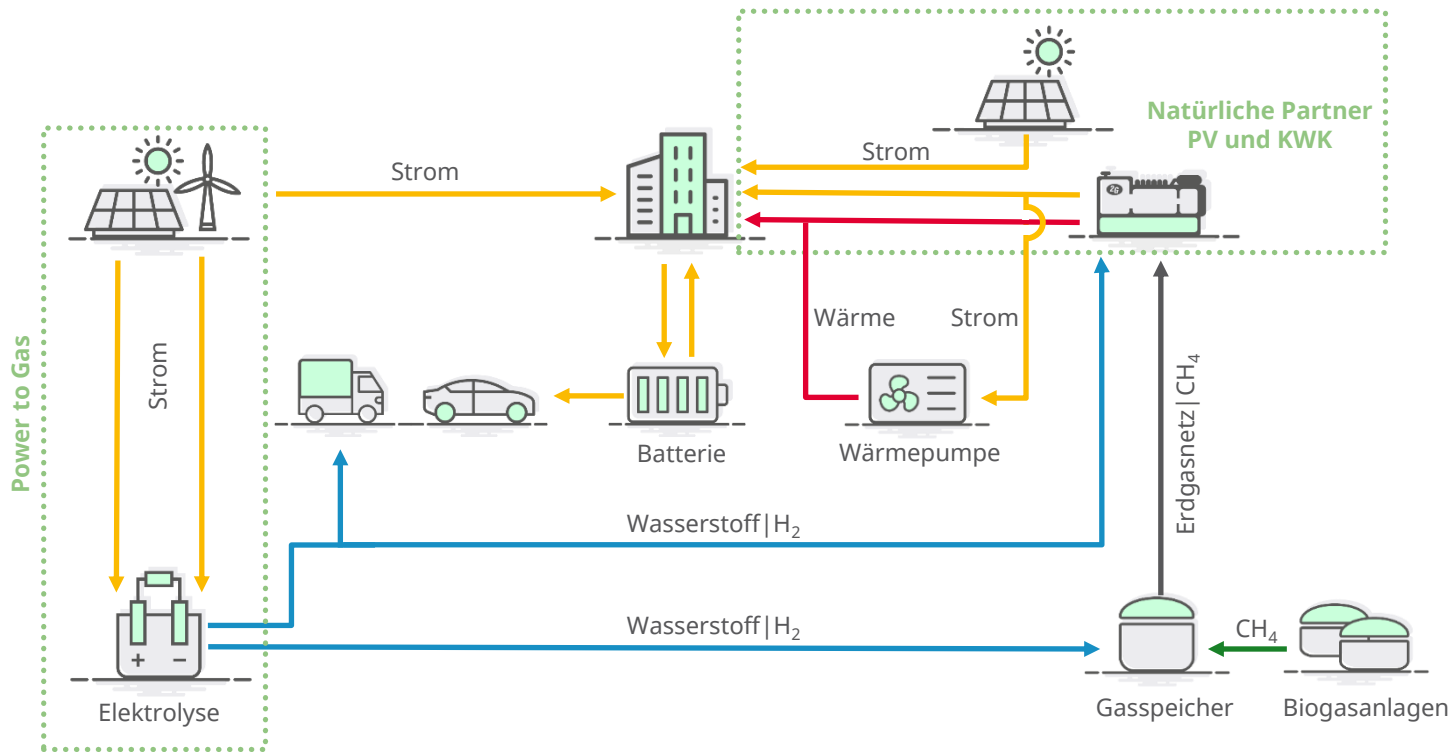 Natürliche Partner
PV und KWK
Strom
Strom
2G
Power to Gas
Strom
Wärme
Strom
Erdgasnetz|CH₄
Batterie
Wärmepumpe
Wasserstoff|H₂
Wasserstoff|H₂
CH₄
+ −
Elektrolyse
Gasspeicher
Biogasanlagen